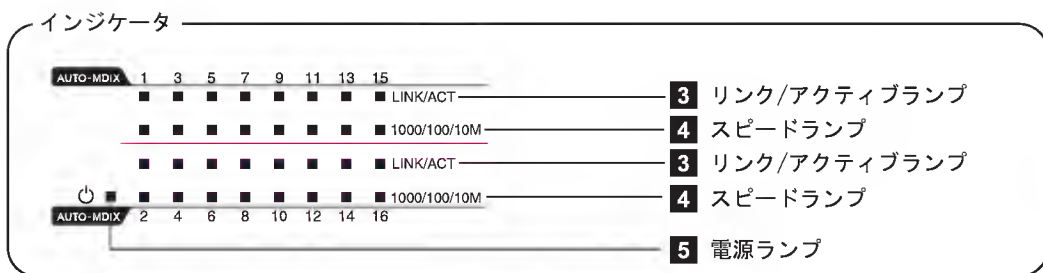 インジケータ
AUTO-MDIX 1 3 5 7 9 11 13 15
LINK/ACT 3 リンク/アクティブランプ
1000/100/10M 4 スピードランプ
LINK/ACT 3 リンク/アクティブランプ
1000/100/10M 4 スピードランプ
AUTO-MDIX 2 4 6 8 10 12 14 16
5 電源ランプ